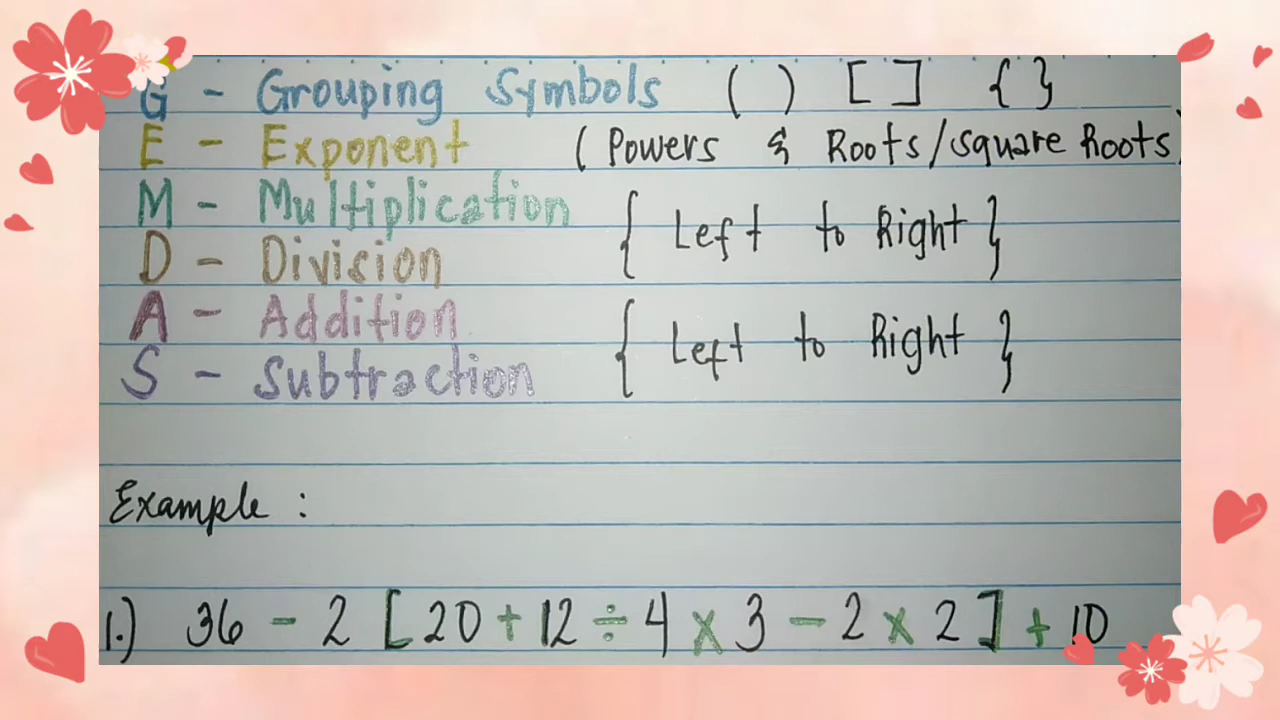 G - Grouping Symbols ( ) [ ] { }
E - Exponent (Powers & Roots/Square Roots)
M - Multiplication
{ Left to Right }
D - Division
A - Addition
{ Left to Right }
S - Subtraction
Example :
1.) 36 - 2 [20 + 12 ÷ 4 x 3 - 2 x 2] + 10